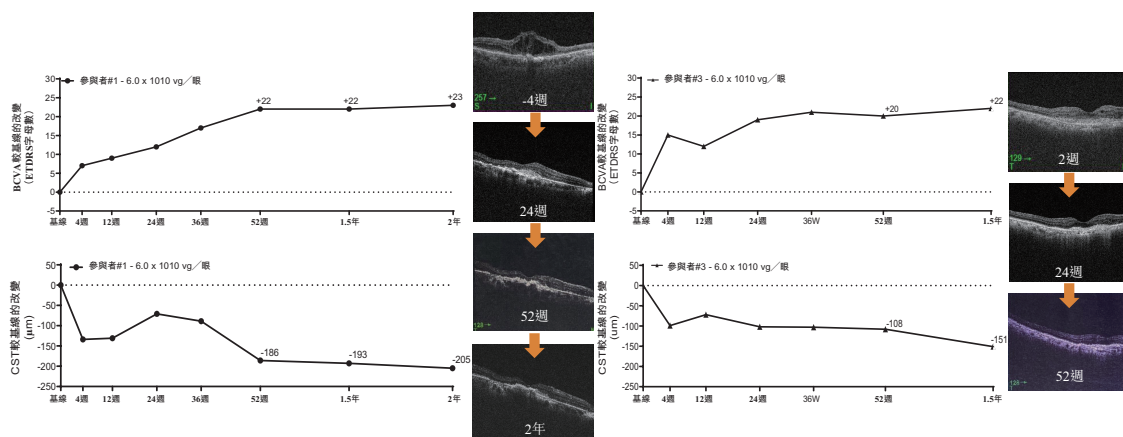 參與者#1 - 6.0 x 1010 vg／眼
BCVA較基線的改變
（ETDRS字母數）
30
25
20
15
10
5
0
-5
+22
+22
+23
基線
4週
12週
24週
36週
52週
1.5年
2年
參與者#1 - 6.0 x 1010 vg／眼
CST較基線的改變
(μm)
50
0
-50
-100
-150
-200
-250
-186
-193
-205
基線
4週
12週
24週
36週
52週
1.5年
2年
257 →
S
-4週
24週
52週
128 →
2年
參與者#3 - 6.0 x 1010 vg／眼
BCVA較基線的改變
（ETDRS字母數）
30
25
20
15
10
5
0
-5
+20
+22
基線
4週
12週
24週
36W
52週
1.5年
參與者#3 - 6.0 x 1010 vg／眼
CST較基線的改變
(um)
50
0
-50
-100
-150
-200
-250
-108
-151
基線
4週
12週
24週
36W
52週
1.5年
2週
129 →
T
24週
52週
128 →